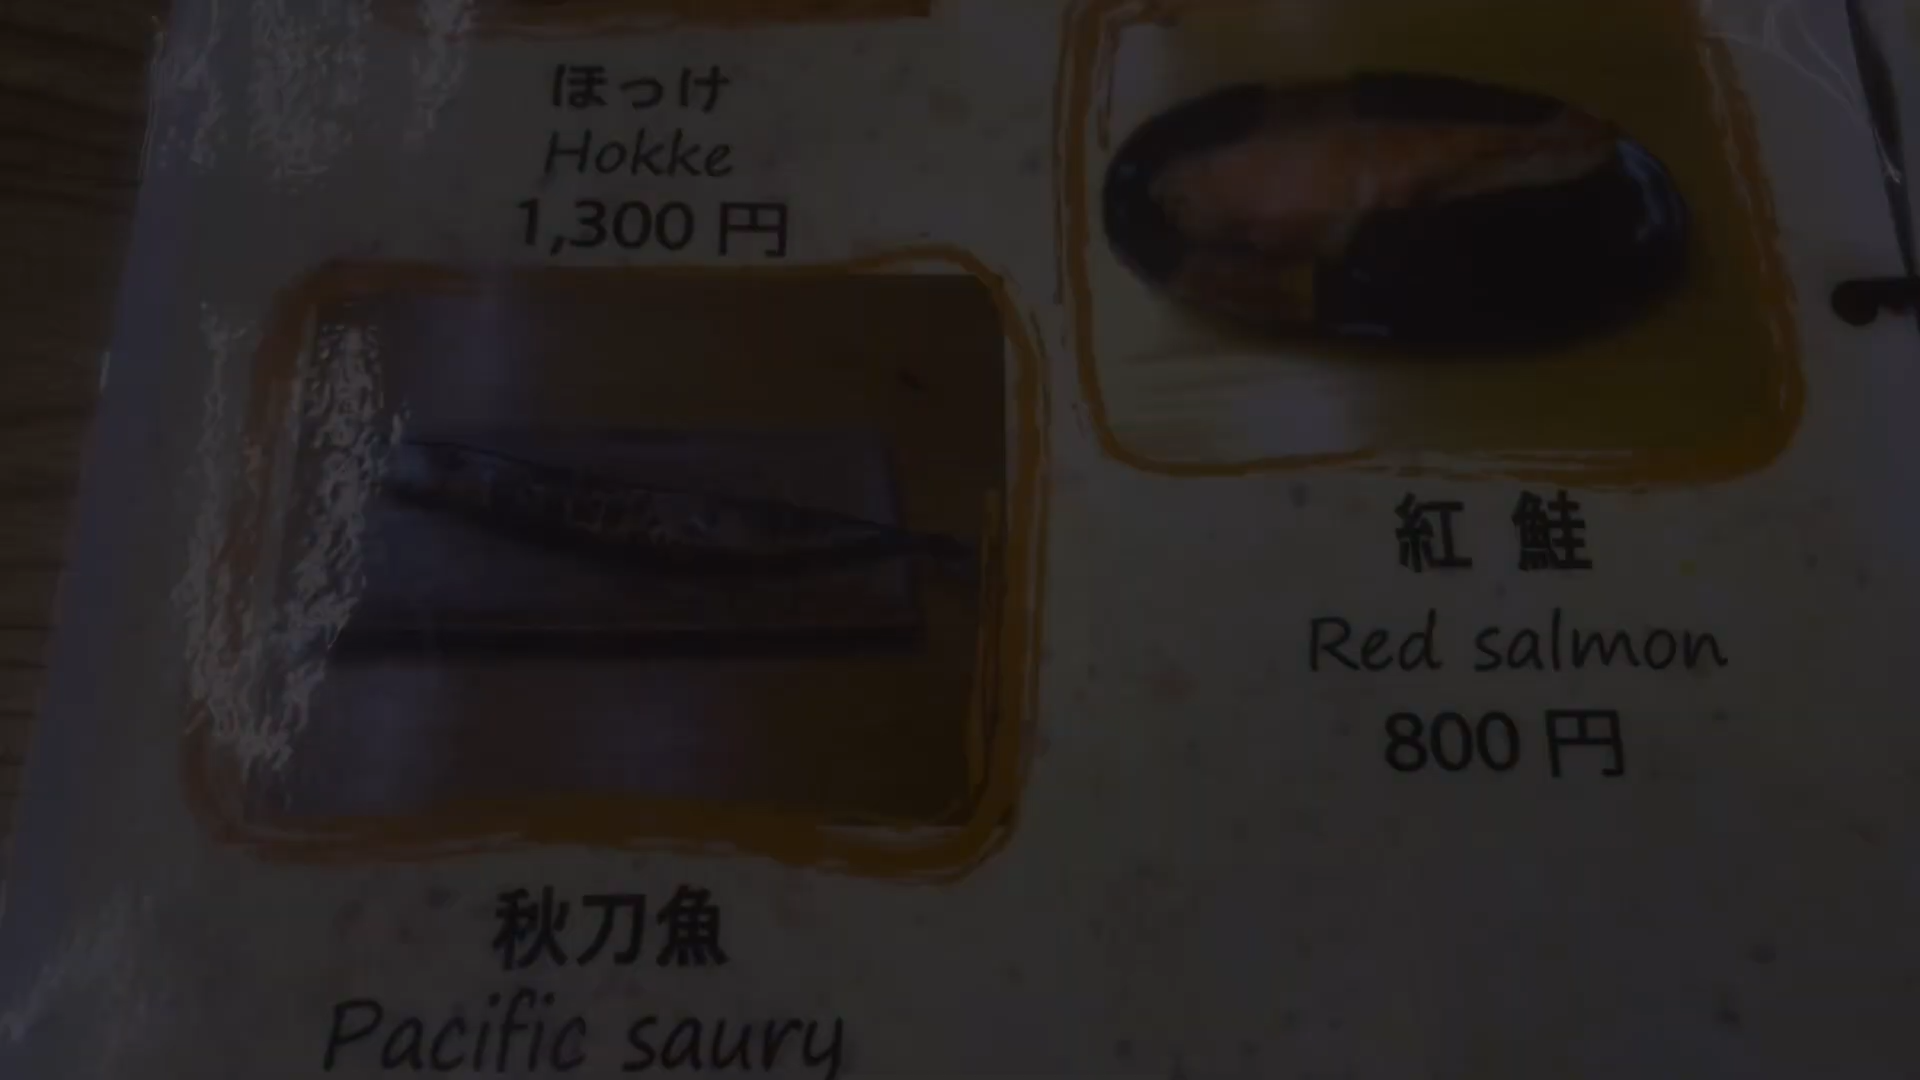 ほっけ
Hokke
1,300 円
紅 鮭
Red salmon
800 円
秋刀魚
Pacific saury